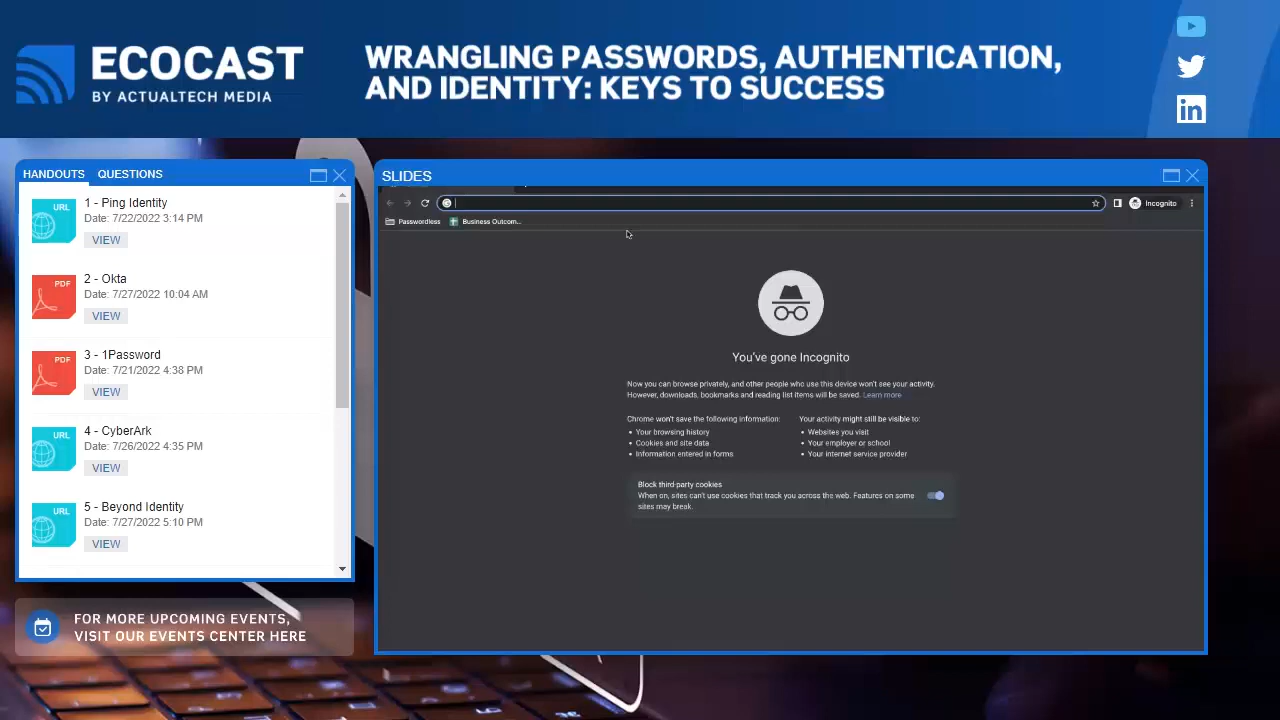 ECOCAST
BY ACTUALTECH MEDIA
WRANGLING PASSWORDS, AUTHENTICATION,
AND IDENTITY: KEYS TO SUCCESS
HANDOUTS QUESTIONS
URL
1 - Ping Identity
Date: 7/22/2022 3:14 PM
VIEW
PDF
2 - Okta
Date: 7/27/2022 10:04 AM
VIEW
PDF
3 - 1Password
Date: 7/21/2022 4:38 PM
VIEW
URL
4 - CyberArk
Date: 7/26/2022 4:35 PM
VIEW
URL
5 - Beyond Identity
Date: 7/27/2022 5:10 PM
VIEW
FOR MORE UPCOMING EVENTS,
VISIT OUR EVENTS CENTER HERE
SLIDES
Incognito
Passwordless Business Outcom...
You've gone Incognito
Now you can browse privately, and other people who use this device won't see your activity.
However, downloads, bookmarks and reading list items will be saved. Learn more
Chrome won't save the following information:
• Your browsing history
• Cookies and site data
• Information entered in forms
Your activity might still be visible to:
• Websites you visit
• Your employer or school
• Your internet service provider
Block third-party cookies
When on, sites can't use cookies that track you across the web. Features on some
sites may break.